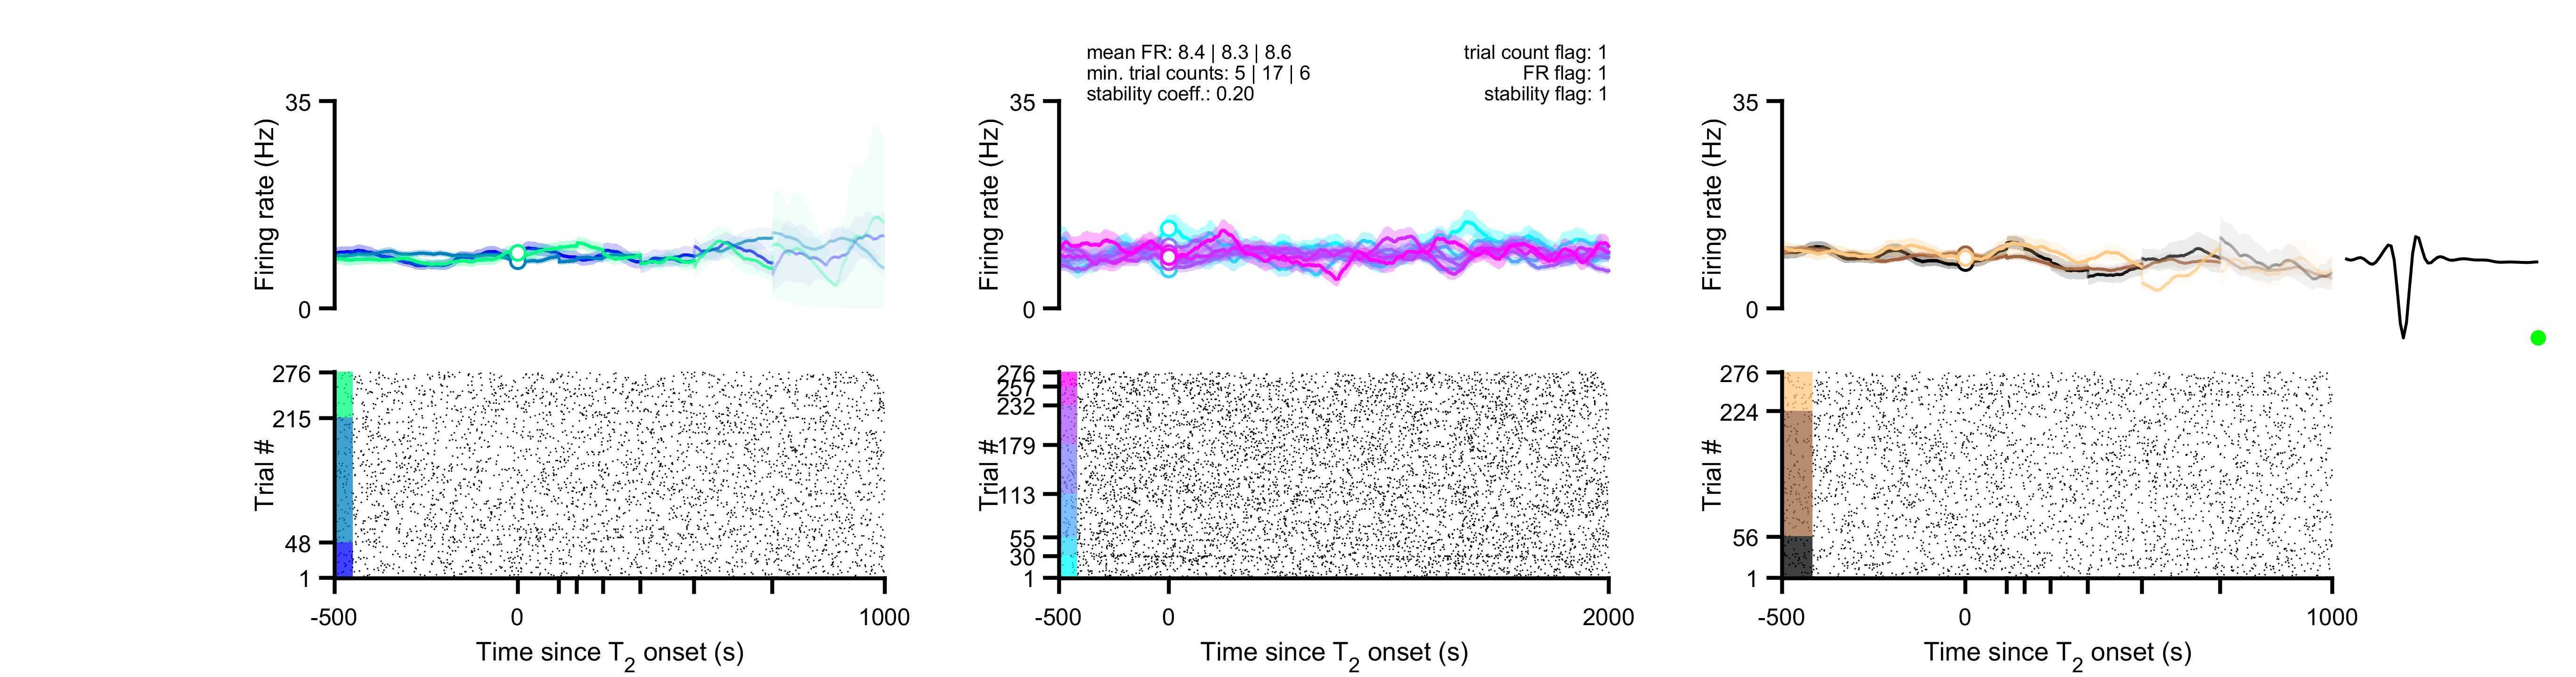 mean FR: 8.4 | 8.3 | 8.6
min. trial counts: 5 | 17 | 6
stability coeff.: 0.20
trial count flag: 1
FR flag: 1
stability flag: 1
35
Firing rate (Hz)
0
35
Firing rate (Hz)
0
35
Firing rate (Hz)
0
276
215
Trial #
48
1
-500
0
1000
Time since T2 onset (s)
276
257
232
179
Trial #
113
55
30
1
-500
0
2000
Time since T2 onset (s)
276
224
Trial #
56
1
-500
0
1000
Time since T2 onset (s)